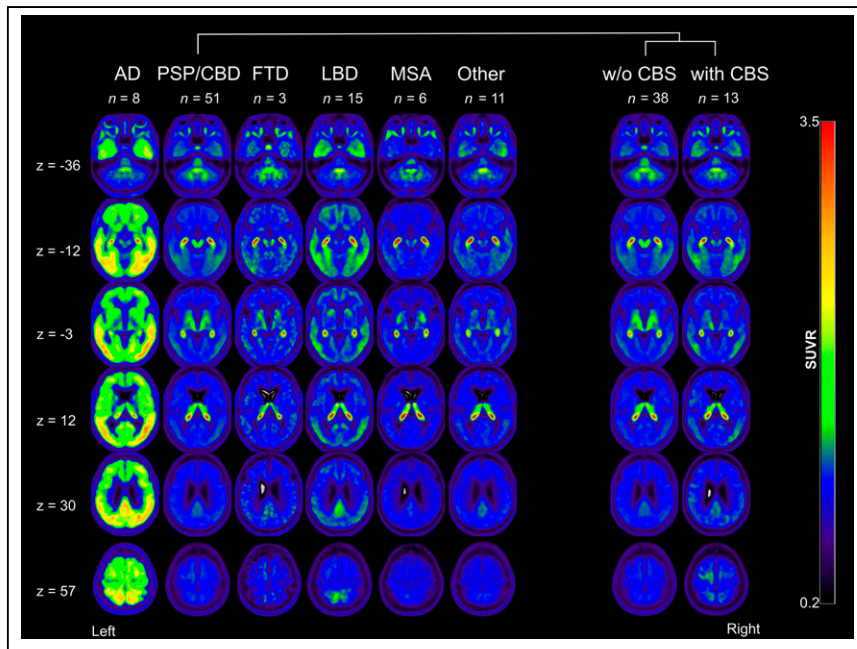 AD PSP/CBD FTD LBD MSA Other w/o CBS with CBS
n = 8 n = 51 n = 3 n = 15 n = 6 n = 11 n = 38 n = 13
3.5
z = -36
z = -12
z = -3
SUVR
z = 12
z = 30
z = 57
0.2
Left Right